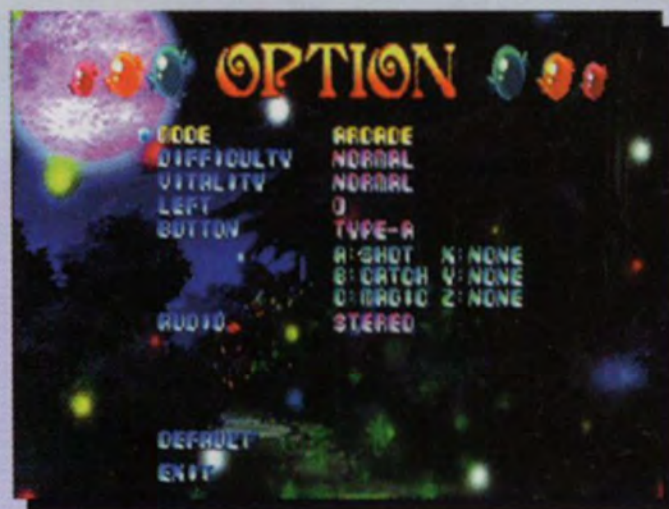 OPTION
MODE ARCADE
DIFFICULTY NORMAL
VITALITY NORMAL
LEFT 0
BUTTON TYPE-A
A:SHOT X:NONE
B:CATCH Y:NONE
C:MAGIC Z:NONE
AUDIO STEREO
DEFAULT
EXIT